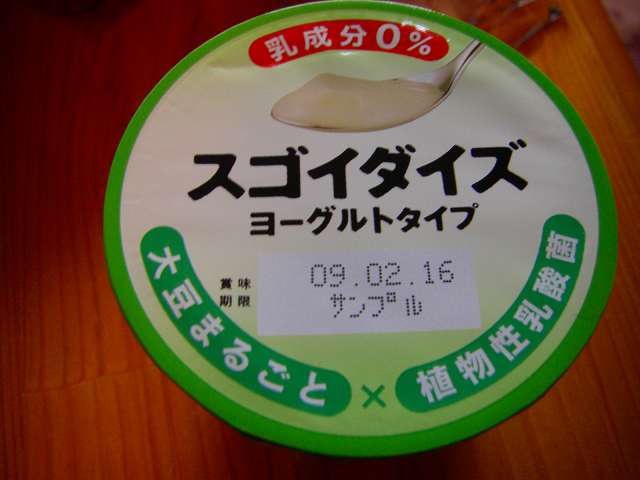 乳成分0%
スゴイダイズ
ヨーグルトタイプ
賞味
期限
09.02.16
サンプル
大豆まるごと
×
植物性乳酸菌